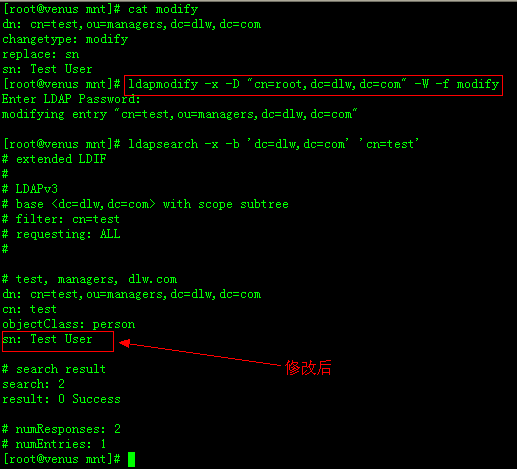 [root@venus mnt]# cat modify
dn: cn=test,ou=managers,dc=dlw,dc=com
changetype: modify
replace: sn
sn: Test User
[root@venus mnt]# ldapmodify -x -D "cn=root,dc=dlw,dc=com" -W -f modify
Enter LDAP Password:
modifying entry "cn=test,ou=managers,dc=dlw,dc=com"
[root@venus mnt]# ldapsearch -x -b 'dc=dlw,dc=com' 'cn=test'
# extended LDIF
#
# LDAPv3
# base <dc=dlw,dc=com> with scope subtree
# filter: cn=test
# requesting: ALL
#
# test, managers, dlw.com
dn: cn=test,ou=managers,dc=dlw,dc=com
cn: test
objectClass: person
sn: Test User
修改后
# search result
search: 2
result: 0 Success
# numResponses: 2
# numEntries: 1
[root@venus mnt]#